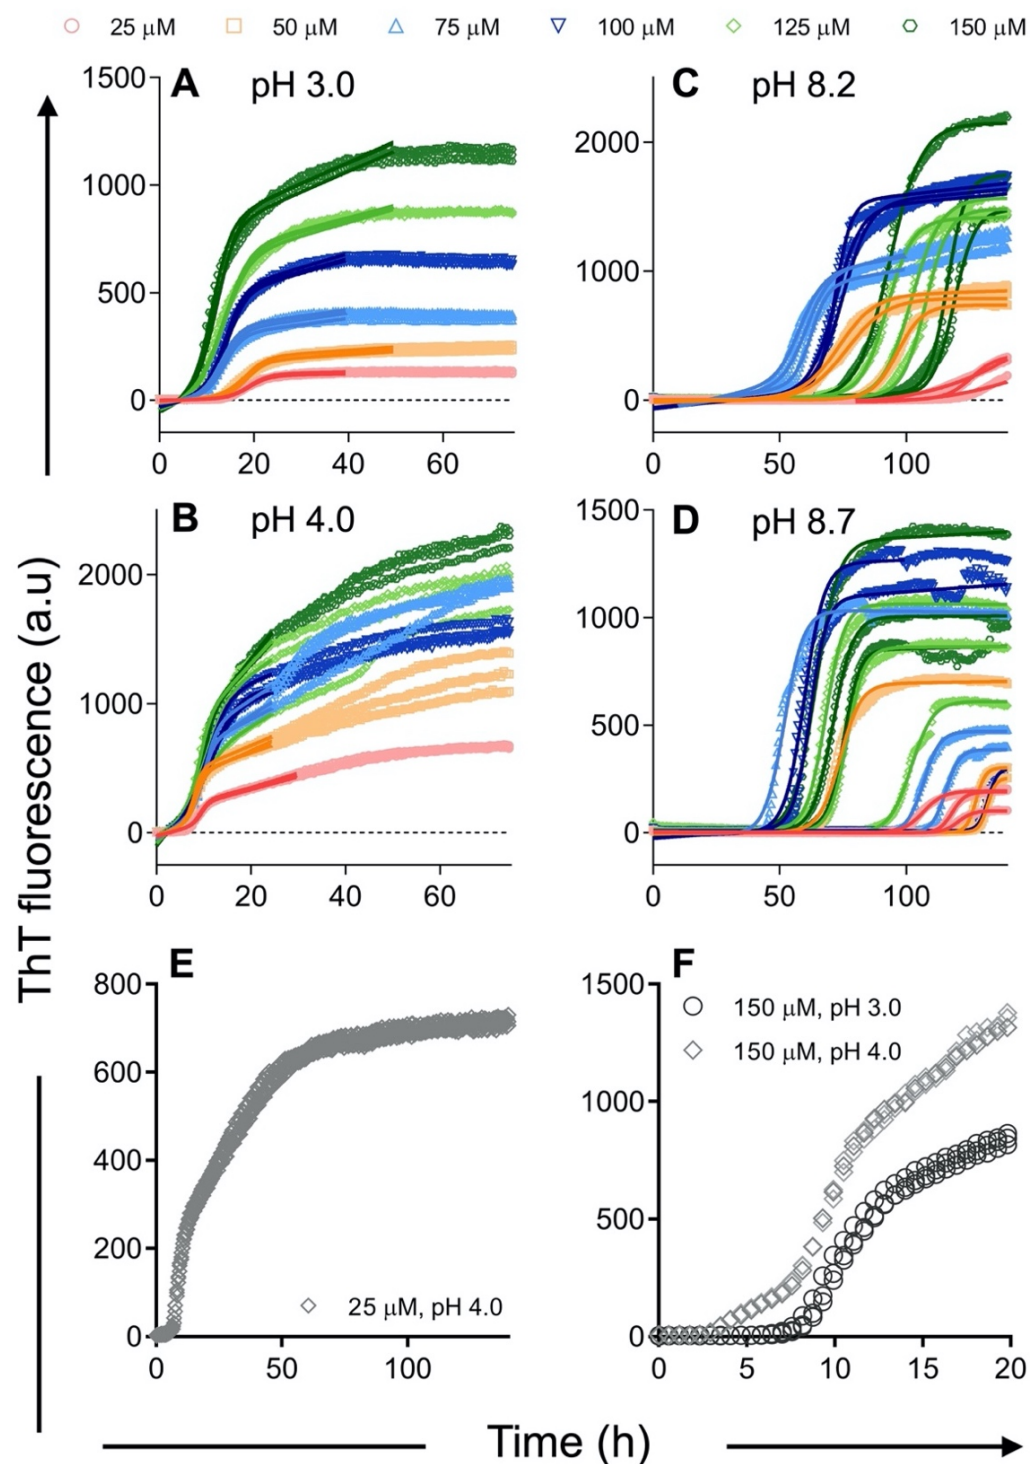 25 μM 50 μM 75 μM 100 μM 125 μM 150 μM
ThT fluorescence (a.u)
A pH 3.0
1500
1000
500
0
0 20 40 60
C pH 8.2
2000
1000
0
0 50 100
B pH 4.0
2000
1000
0
0 20 40 60
D pH 8.7
1500
1000
500
0
0 50 100
E
800
600
400
200
0
25 μM, pH 4.0
0 50 100
F
1500
1000
500
0
150 μM, pH 3.0
150 μM, pH 4.0
0 5 10 15 20
Time (h)